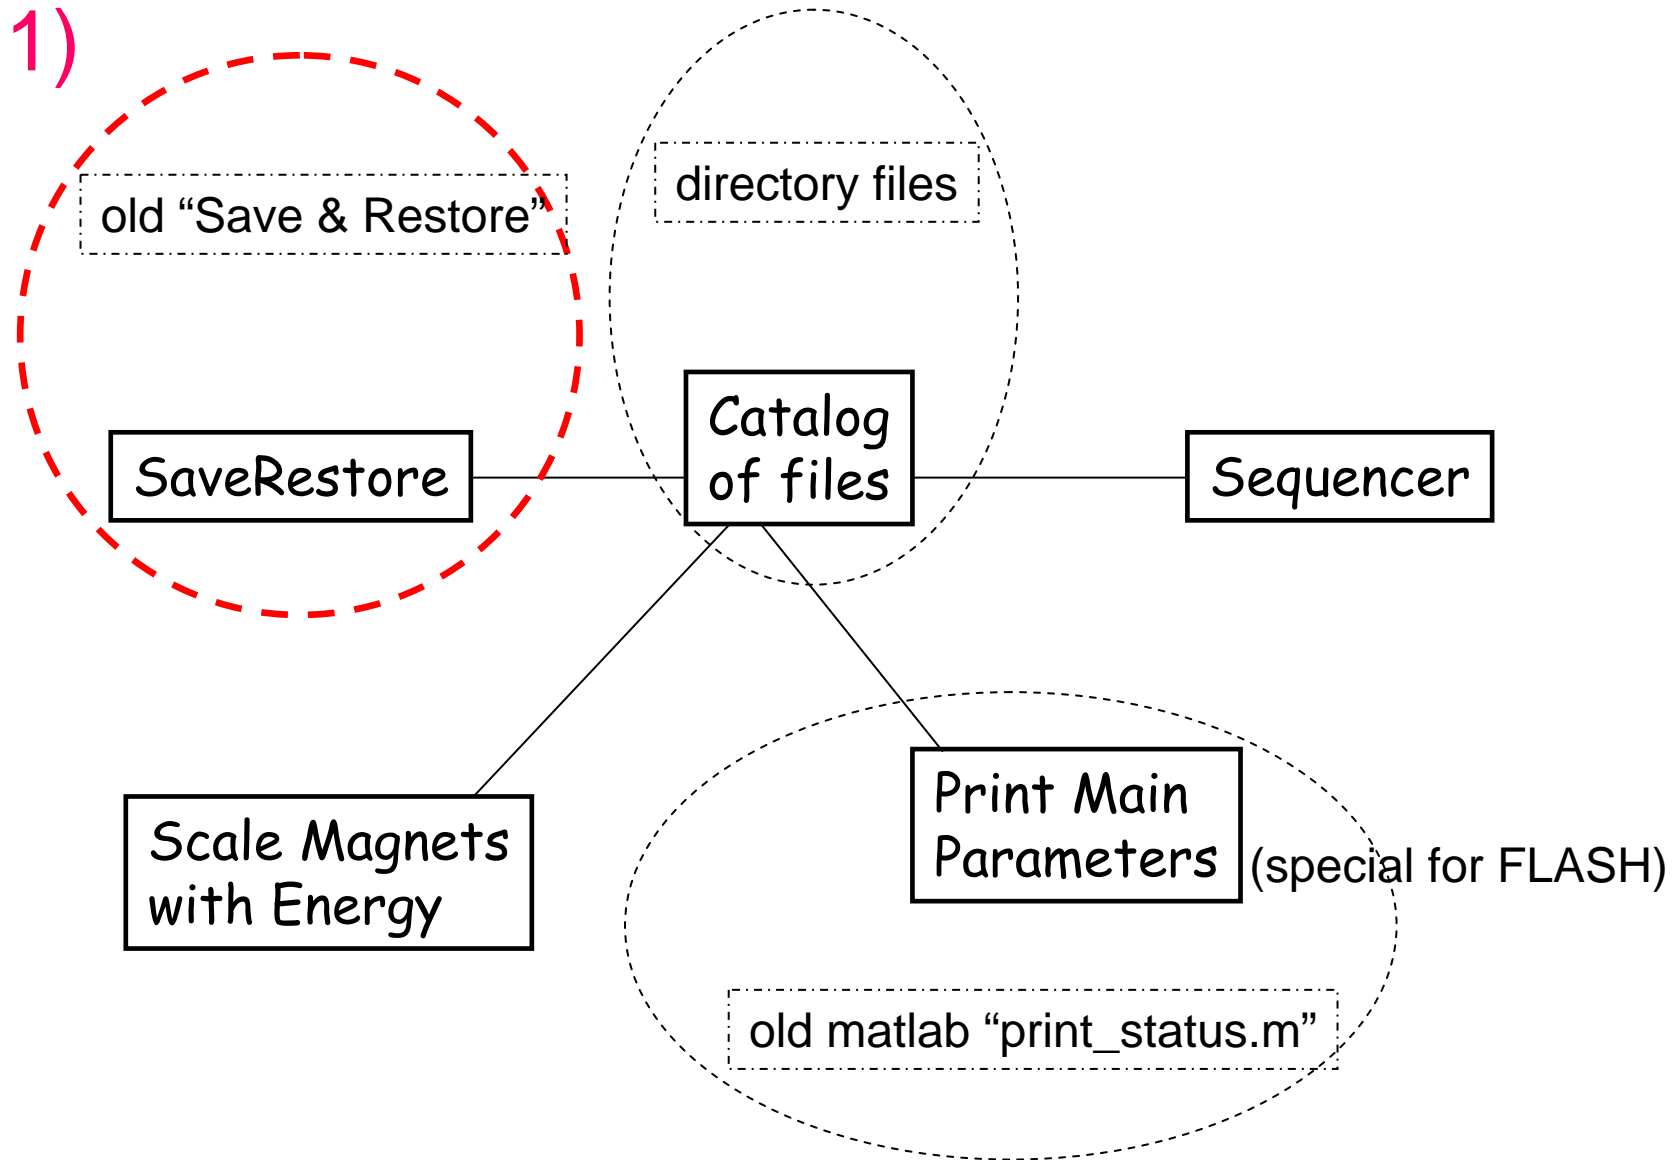 1)
old “Save & Restore”
directory files
SaveRestore
Catalog
of files
Sequencer
Scale Magnets
with Energy
Print Main
Parameters
(special for FLASH)
old matlab “print_status.m”